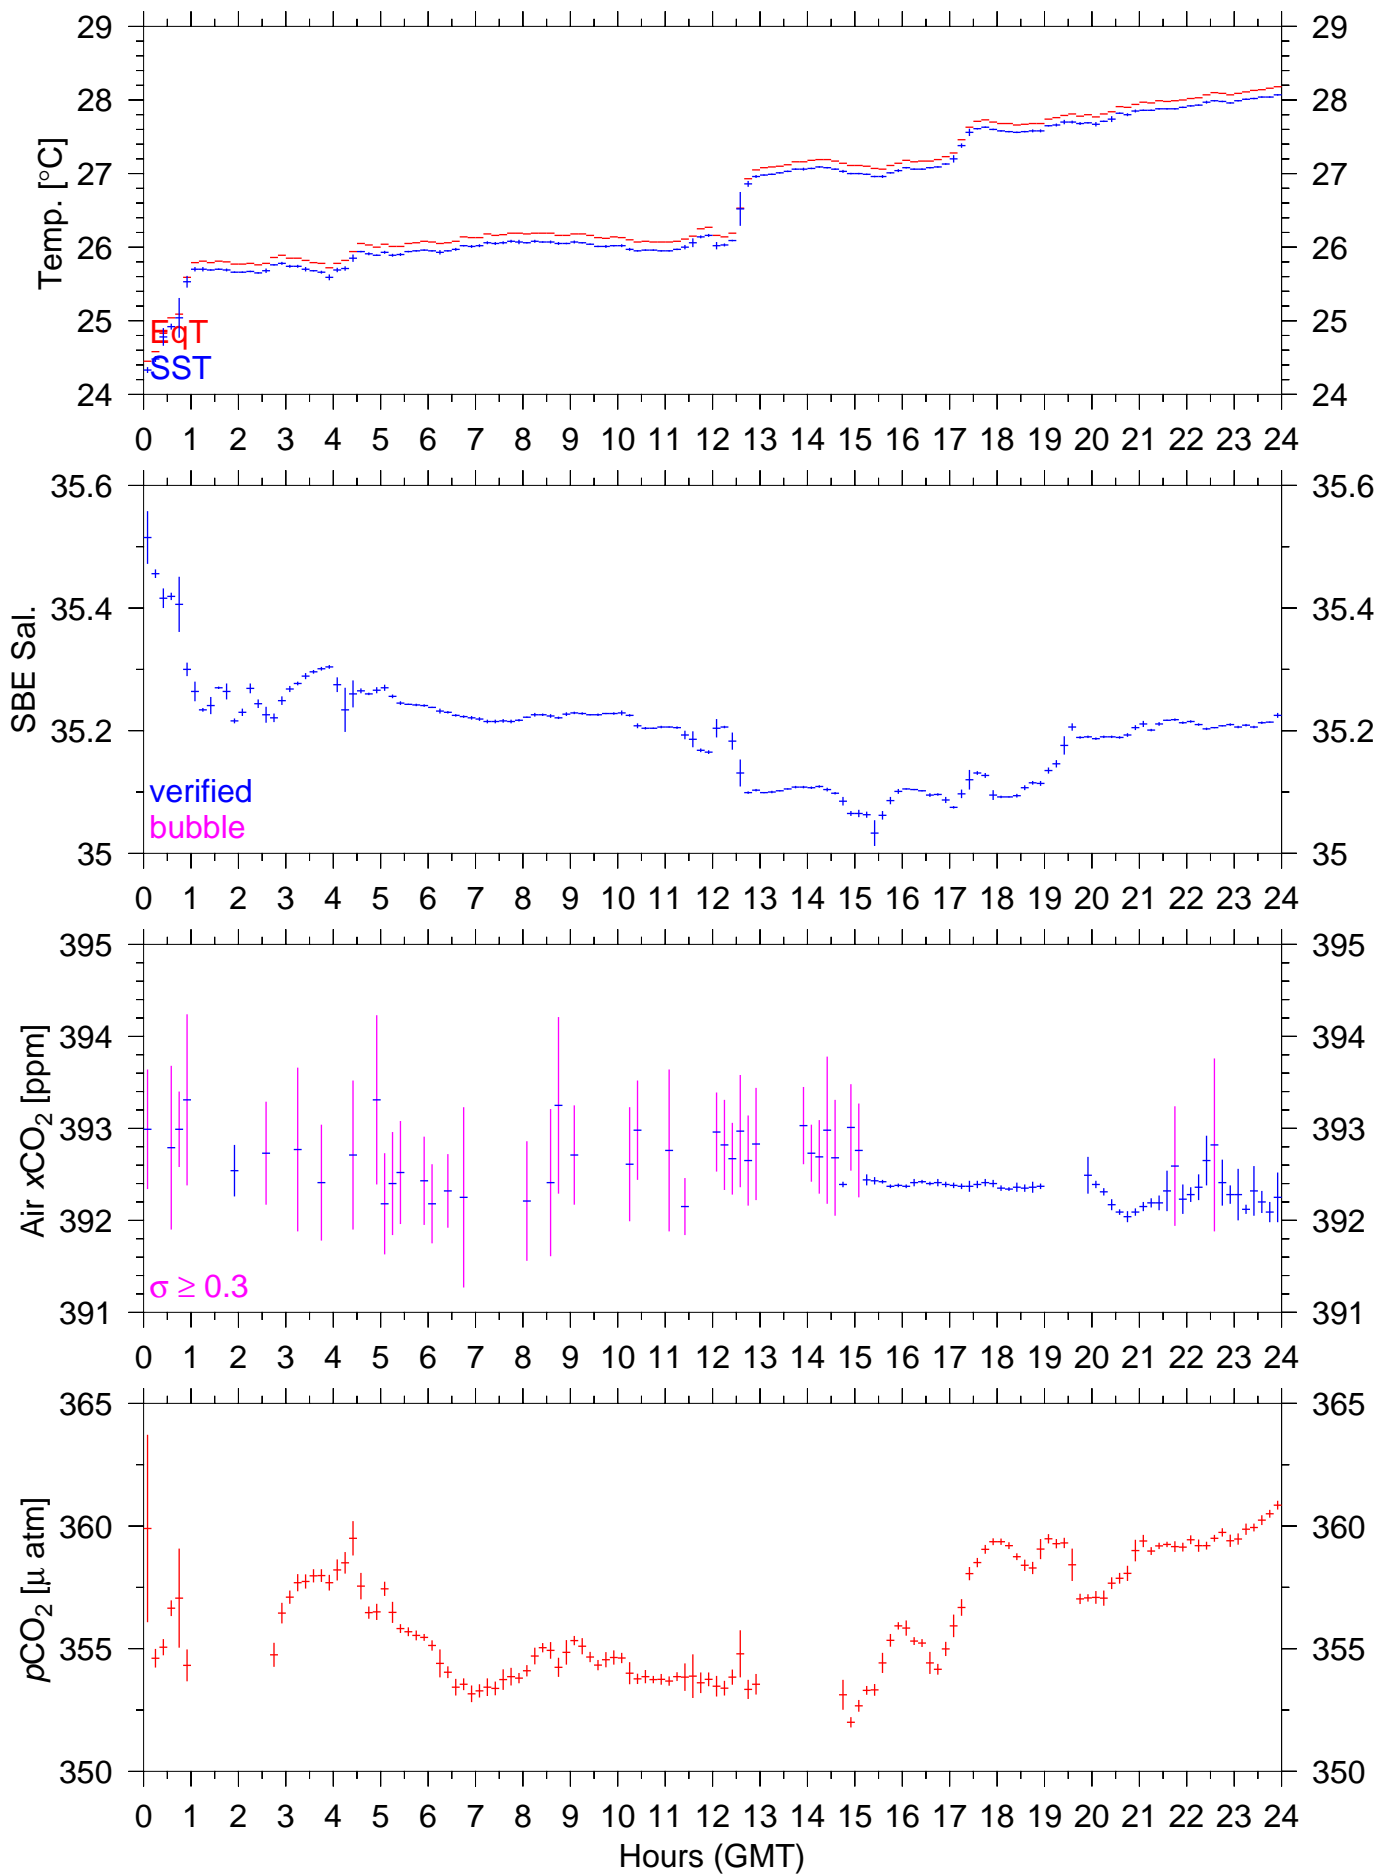 29 29
28 28
27 27
26 26
25 25
24 24
Temp. [°C]
EqT
SST
0 1 2 3 4 5 6 7 8 9 10 11 12 13 14 15 16 17 18 19 20 21 22 23 24
35.6 35.6
35.4 35.4
35.2 35.2
35 35
SBE Sal.
verified
bubble
0 1 2 3 4 5 6 7 8 9 10 11 12 13 14 15 16 17 18 19 20 21 22 23 24
395 395
394 394
393 393
392 392
391 391
Air xCO₂ [ppm]
σ ≥ 0.3
0 1 2 3 4 5 6 7 8 9 10 11 12 13 14 15 16 17 18 19 20 21 22 23 24
365 365
360 360
355 355
350 350
pCO₂ [μ atm]
0 1 2 3 4 5 6 7 8 9 10 11 12 13 14 15 16 17 18 19 20 21 22 23 24
Hours (GMT)